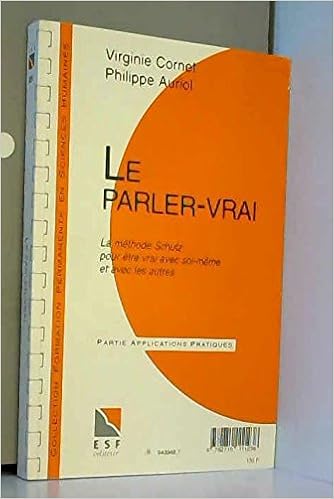 Virginie Cornet
Philippe Auriol
LE
PARLER-VRAI
La méthode Schutz
pour être vrai avec soi-même
et avec les autres
PARTIE APPLICATIONS PRATIQUES
COLLECTION FORMATION PERMANENTE EN SCIENCES HUMAINES
ESF
éditeur